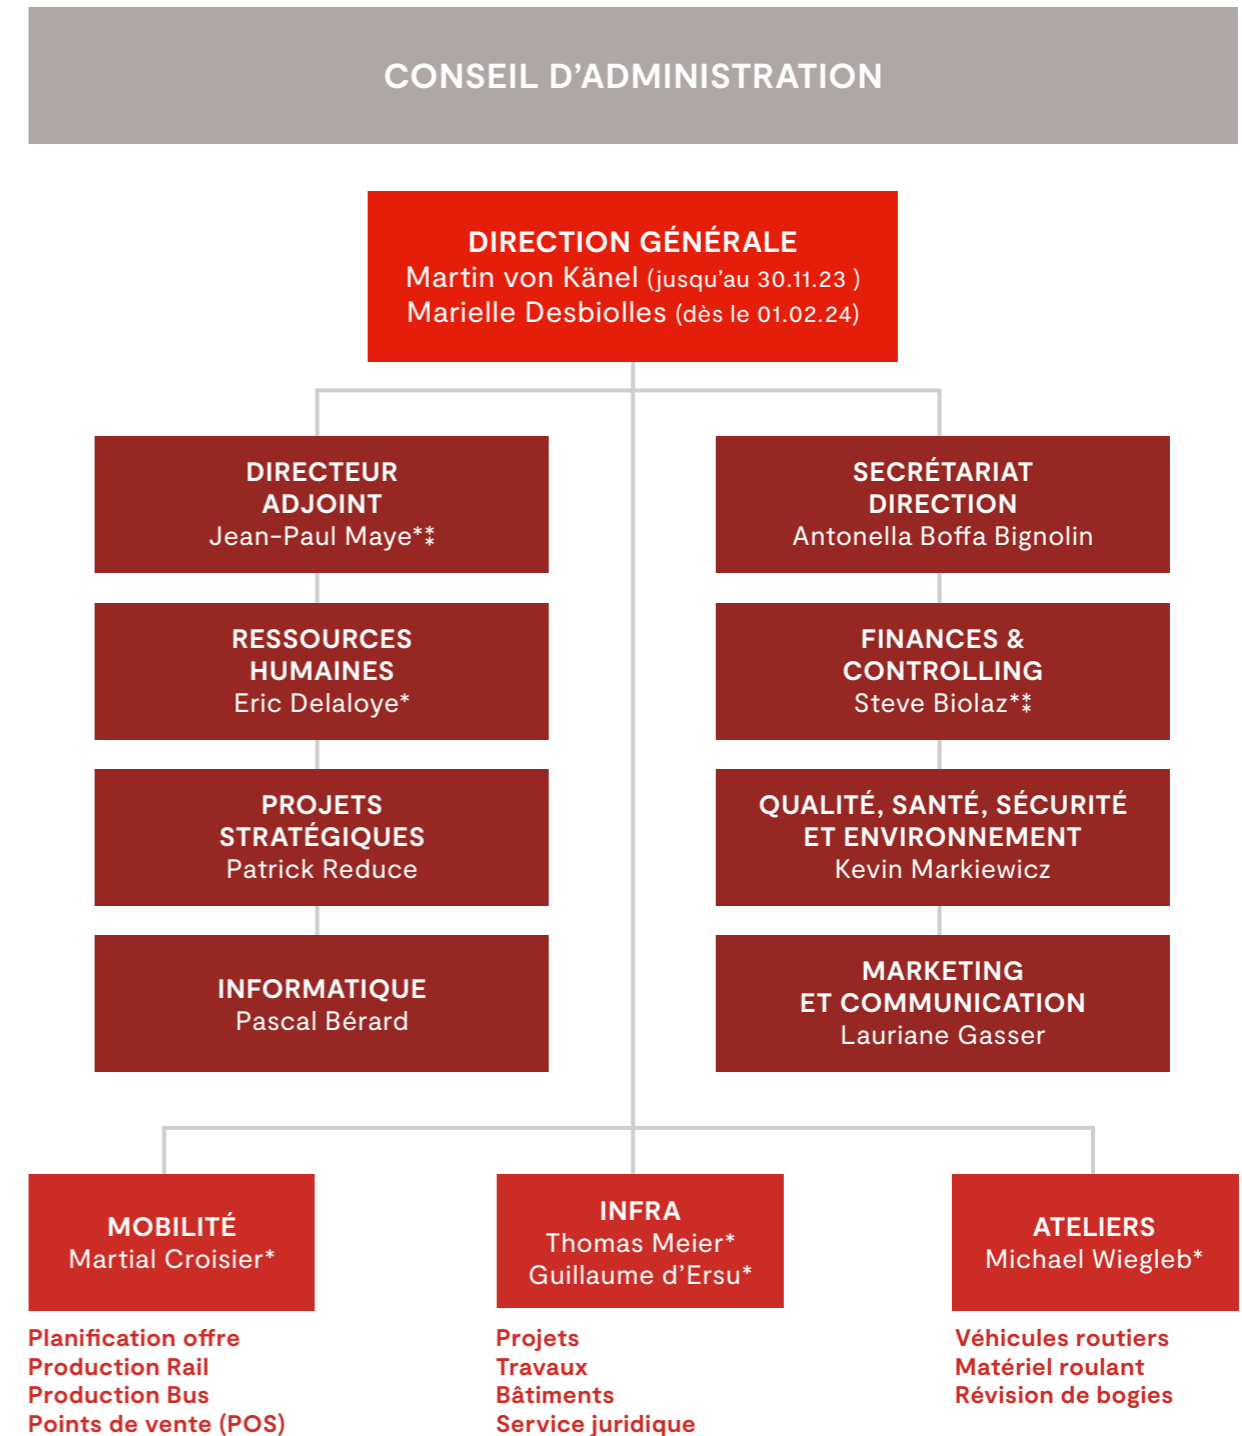 CONSEIL D’ADMINISTRATION
DIRECTION GÉNÉRALE
Martin von Känel (jusqu’au 30.11.23 )
Marielle Desbiolles (dès le 01.02.24)
DIRECTEUR
ADJOINT
Jean-Paul Maye*⁑
SECRÉTARIAT
DIRECTION
Antonella Boffa Bignolin
RESSOURCES
HUMAINES
Eric Delaloye*
FINANCES &
CONTROLLING
Steve Biolaz*⁑
PROJETS
STRATÉGIQUES
Patrick Reduce
QUALITÉ, SANTÉ, SÉCURITÉ
ET ENVIRONNEMENT
Kevin Markiewicz
INFORMATIQUE
Pascal Bérard
MARKETING
ET COMMUNICATION
Lauriane Gasser
MOBILITÉ
Martial Croisier*
Planification offre
Production Rail
Production Bus
Points de vente (POS)
INFRA
Thomas Meier*
Guillaume d’Ersu*
Projets
Travaux
Bâtiments
Service juridique
ATELIERS
Michael Wiegleb*
Véhicules routiers
Matériel roulant
Révision de bogies